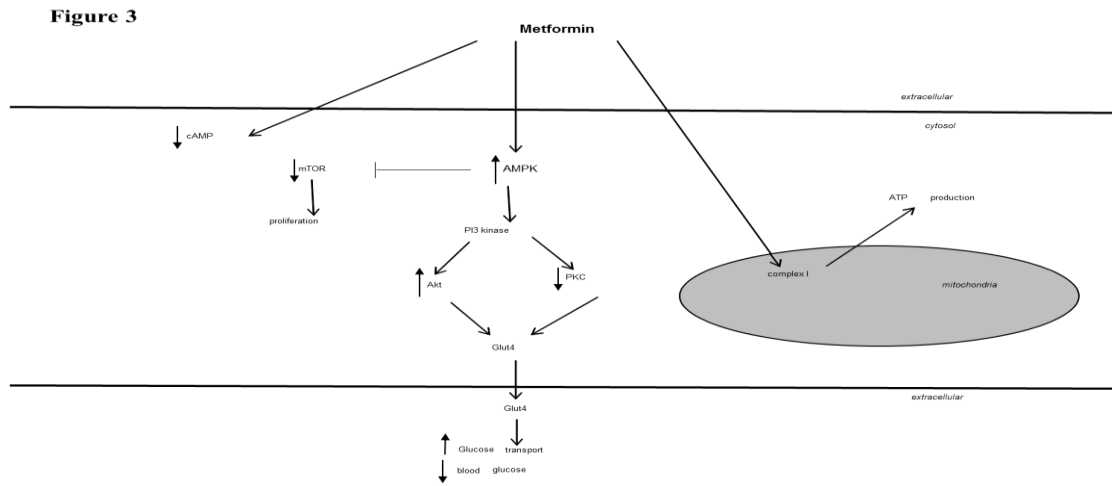 Figure 3
Metformin
extracellular
cytosol
cAMP
mTOR
AMPK
ATP production
proliferation
PI3 kinase
complex I
Akt
PKC
mitochondria
Glut4
extracellular
Glut4
Glucose transport
blood glucose